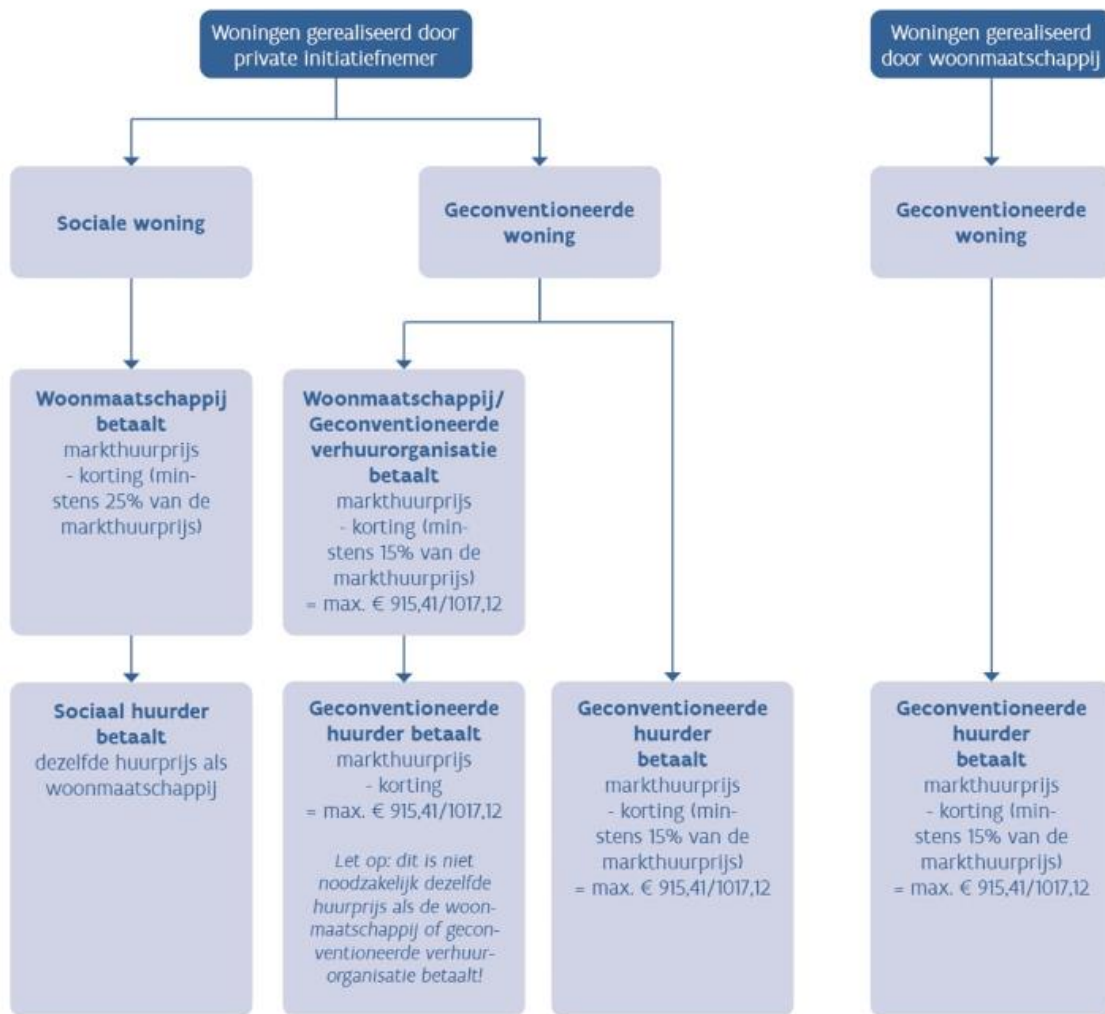 Woningen gerealiseerd door
private initiatiefnemer
Woningen gerealiseerd
door woonmaatschappij
Sociale woning
Geconventioneerde
woning
Geconventioneerde
woning
Woonmaatschappij
betaalt
markthuurprijs
- korting (min-
stens 25% van de
markthuurprijs)
Woonmaatschappij/
Geconventioneerde
verhuurorganisatie
betaalt
markthuurprijs
- korting (min-
stens 15% van de
markthuurprijs)
= max. € 915,41/1017,12
Sociaal huurder
betaalt
dezelfde huurprijs als
woonmaatschappij
Geconventioneerde
huurder betaalt
markthuurprijs
- korting
= max. € 915,41/1017,12
Let op: dit is niet
noodzakelijk dezelfde
huurprijs als de woon-
maatschappij of gecon-
ventioneerde verhuur-
organisatie betaalt!
Geconventioneerde
huurder
betaalt
markthuurprijs
- korting (min-
stens 15% van de
markthuurprijs)
= max. € 915,41/1017,12
Geconventioneerde
huurder
betaalt
markthuurprijs
- korting (min-
stens 15% van de
markthuurprijs)
= max. € 915,41/1017,12